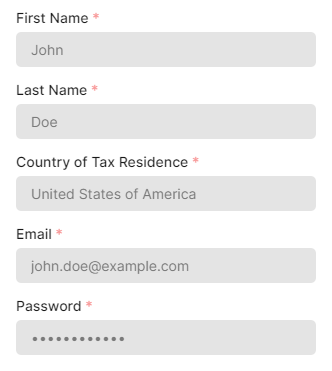 First Name *
John
Last Name *
Doe
Country of Tax Residence *
United States of America
Email *
john.doe@example.com
Password *
••••••••••••